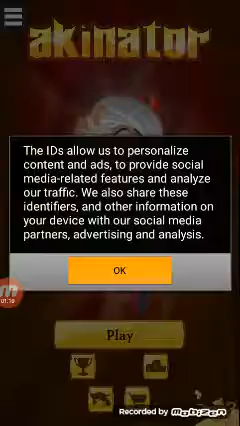 akinator
The IDs allow us to personalize
content and ads, to provide social
media-related features and analyze
our traffic. We also share these
identifiers, and other information on
your device with our social media
partners, advertising and analysis.
OK
01:19
Play
Recorded by Mobizen